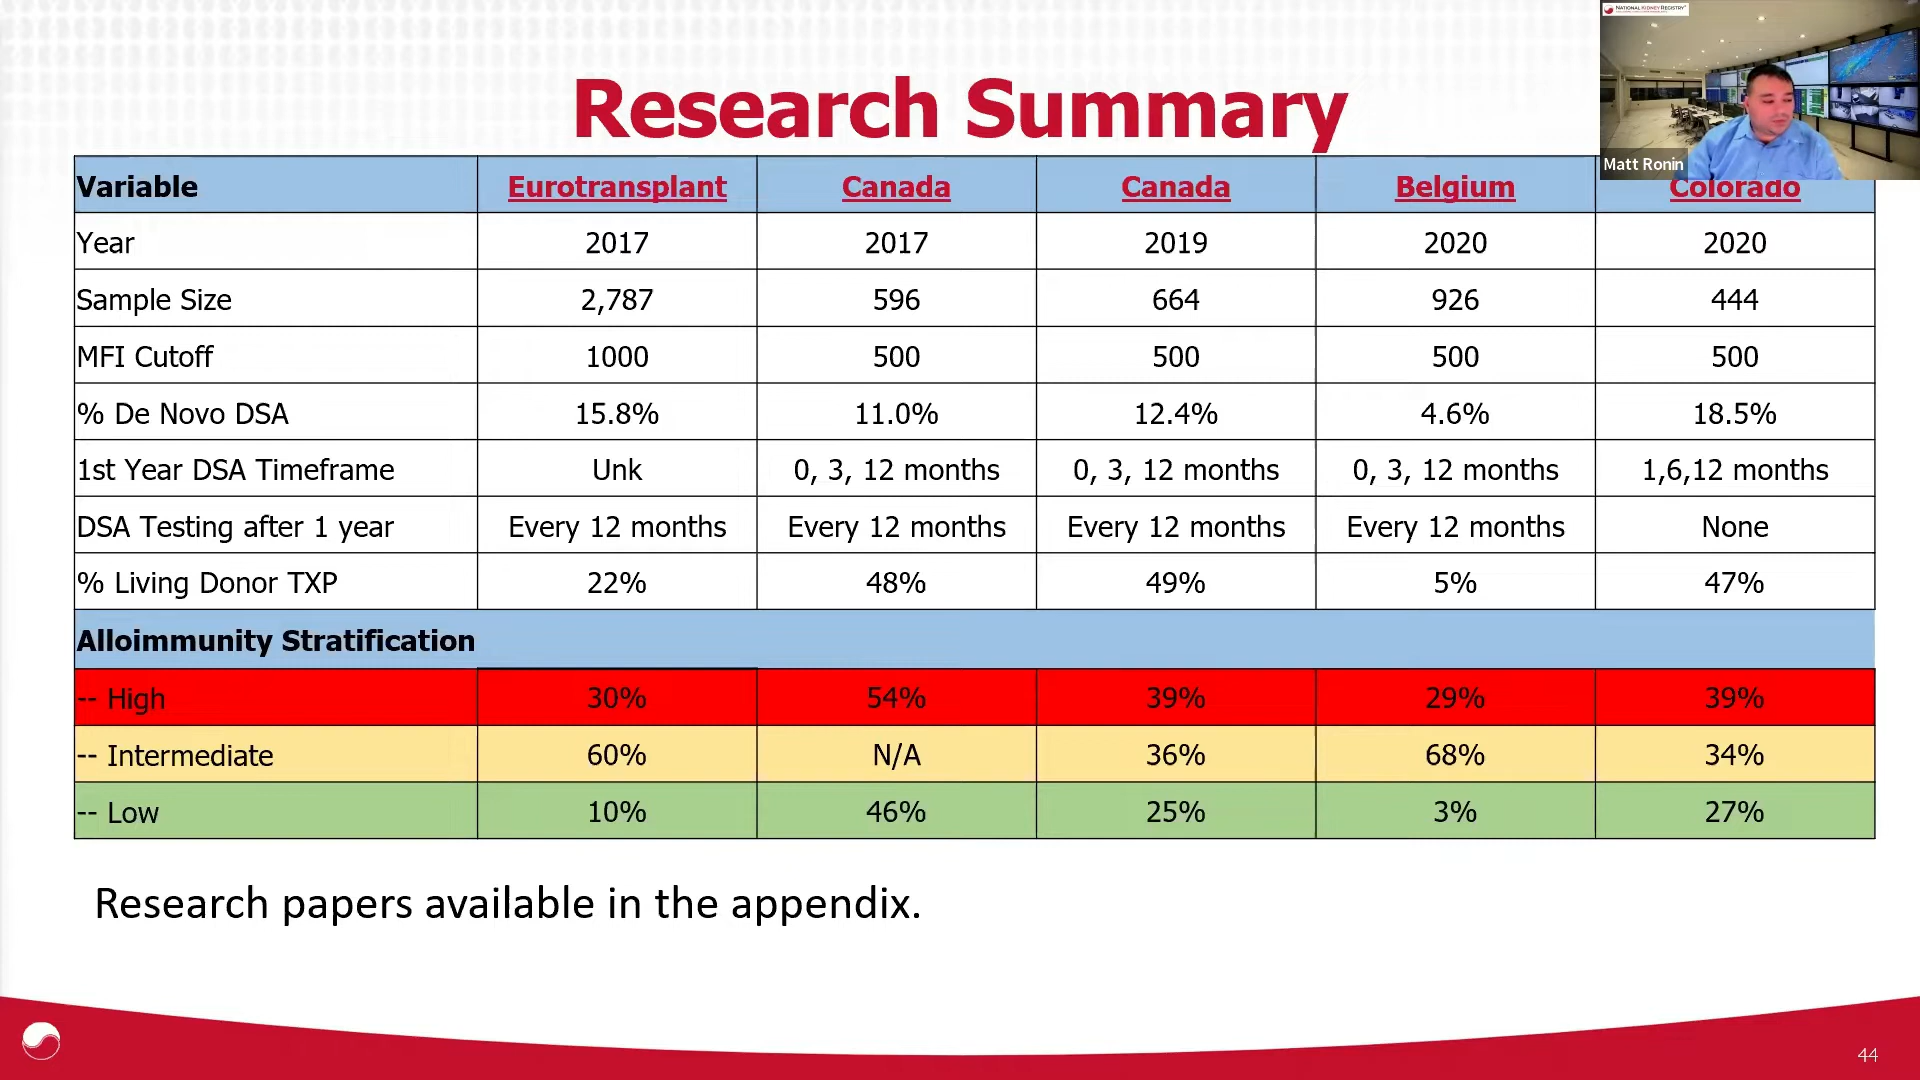 NATIONAL KIDNEY REGISTRY
Matt Ronin
Research Summary
Variable Eurotransplant Canada Canada Belgium Colorado
Year 2017 2017 2019 2020 2020
Sample Size 2,787 596 664 926 444
MFI Cutoff 1000 500 500 500 500
% De Novo DSA 15.8% 11.0% 12.4% 4.6% 18.5%
1st Year DSA Timeframe Unk 0, 3, 12 months 0, 3, 12 months 0, 3, 12 months 1,6,12 months
DSA Testing after 1 year Every 12 months Every 12 months Every 12 months Every 12 months None
% Living Donor TXP 22% 48% 49% 5% 47%
Alloimmunity Stratification
-- High 30% 54% 39% 29% 39%
-- Intermediate 60% N/A 36% 68% 34%
-- Low 10% 46% 25% 3% 27%
Research papers available in the appendix.
44